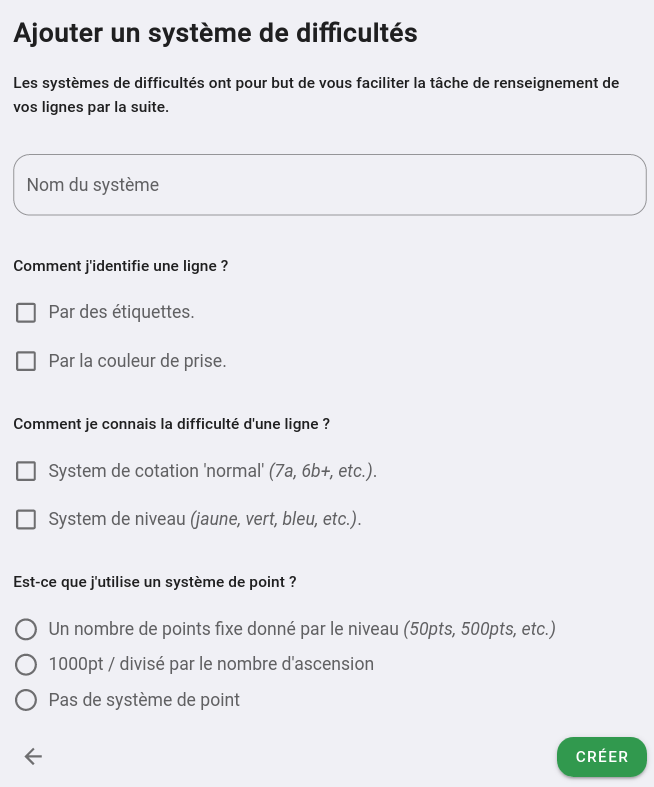 Ajouter un système de difficultés
Les systèmes de difficultés ont pour but de vous faciliter la tâche de renseignement de
vos lignes par la suite.
Nom du système
Comment j'identifie une ligne ?
Par des étiquettes.
Par la couleur de prise.
Comment je connais la difficulté d'une ligne ?
System de cotation 'normal' (7a, 6b+, etc.).
System de niveau (jaune, vert, bleu, etc.).
Est-ce que j'utilise un système de point ?
Un nombre de points fixe donné par le niveau (50pts, 500pts, etc.)
1000pt / divisé par le nombre d'ascension
Pas de système de point
CRÉER